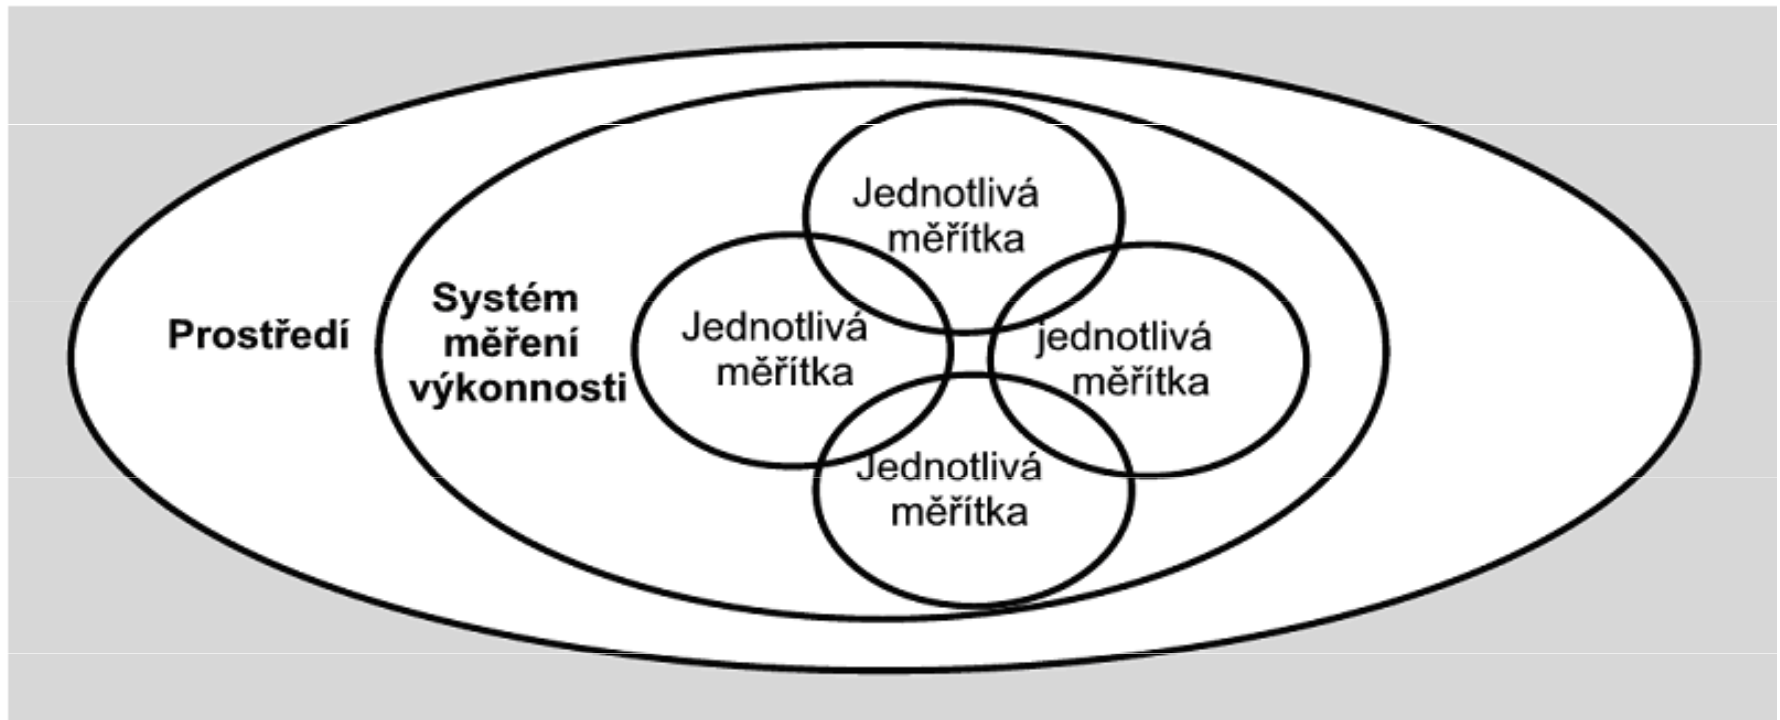 Prostředí
Systém
měření
výkonnosti
Jednotlivá
měřítka
Jednotlivá
měřítka
jednotlivá
měřítka
Jednotlivá
měřítka